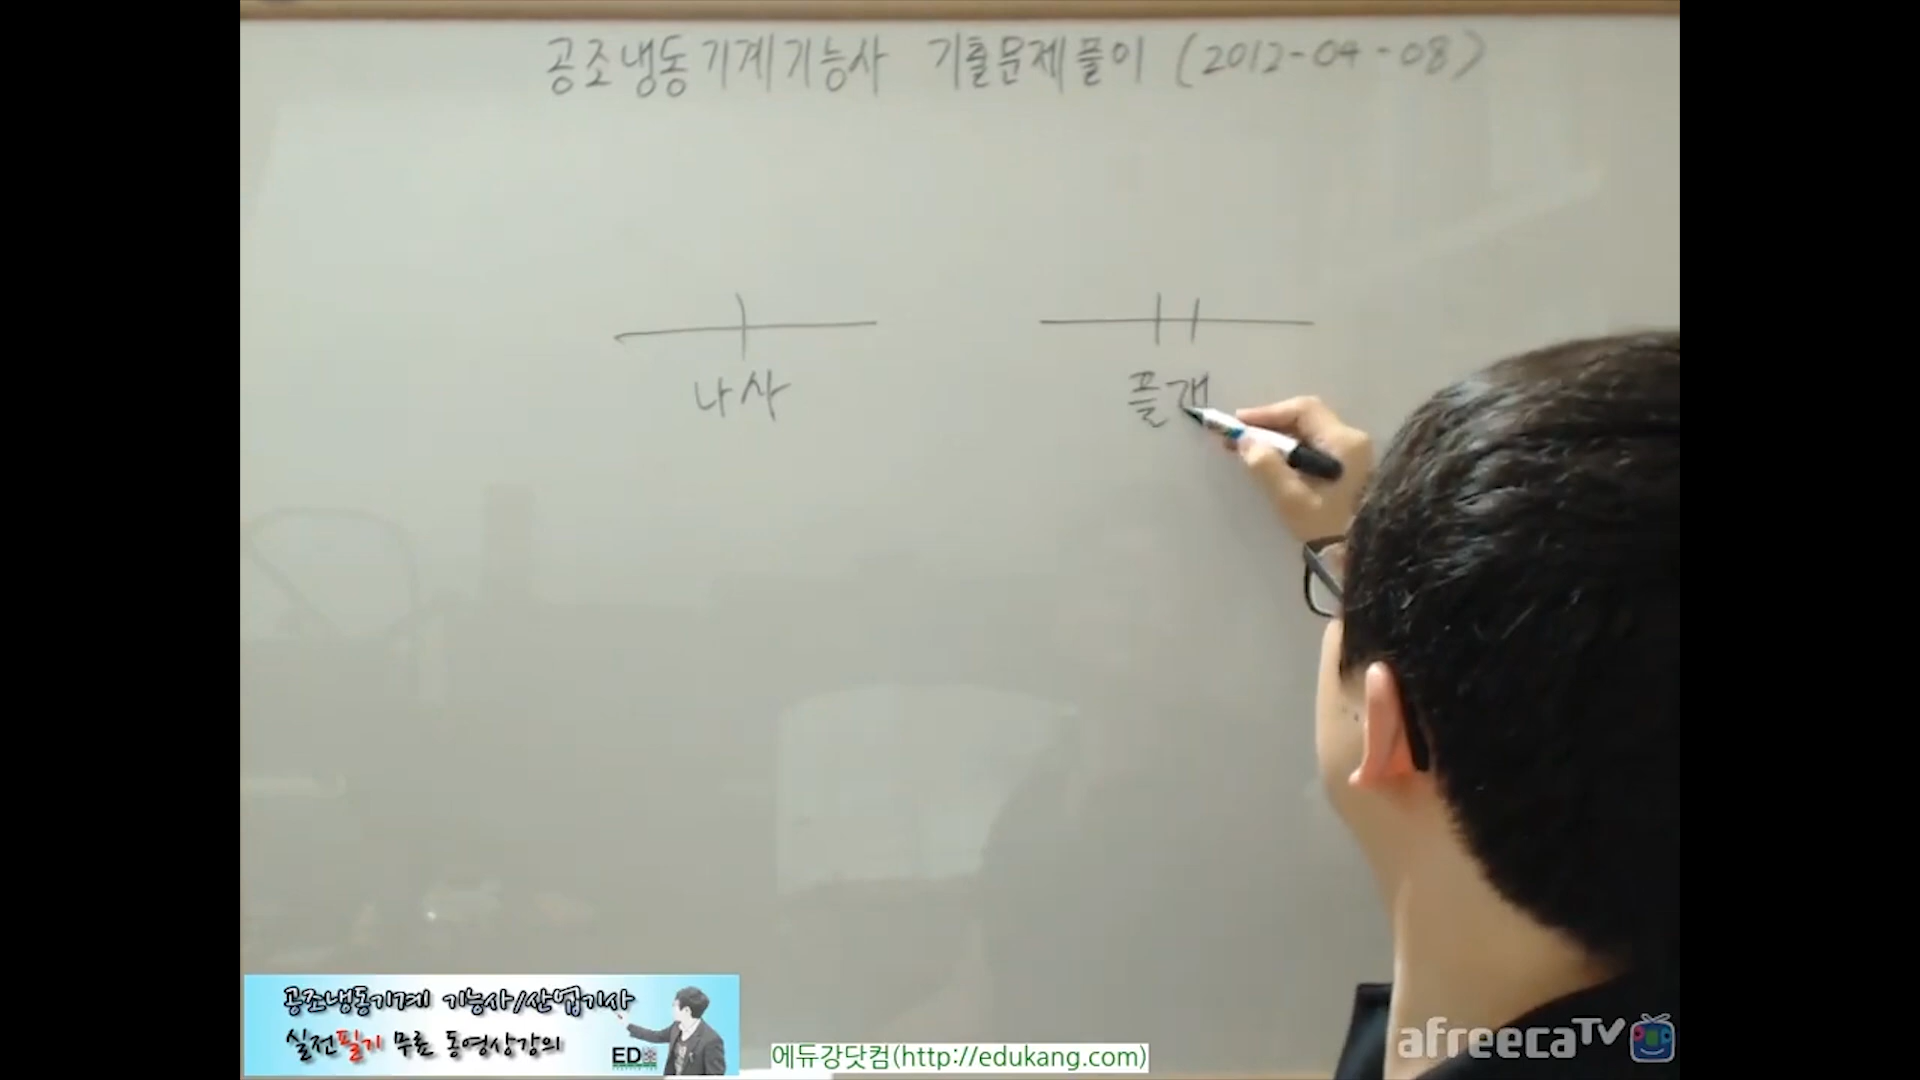 공조냉동기계기능사 기출문제풀이 (2012-04-08)
나사
플래
공조냉동기계 기능사/산업기사
실전필기 무료 동영상강의
EDU
에듀강닷컴(http://edukang.com)
afreecaTV